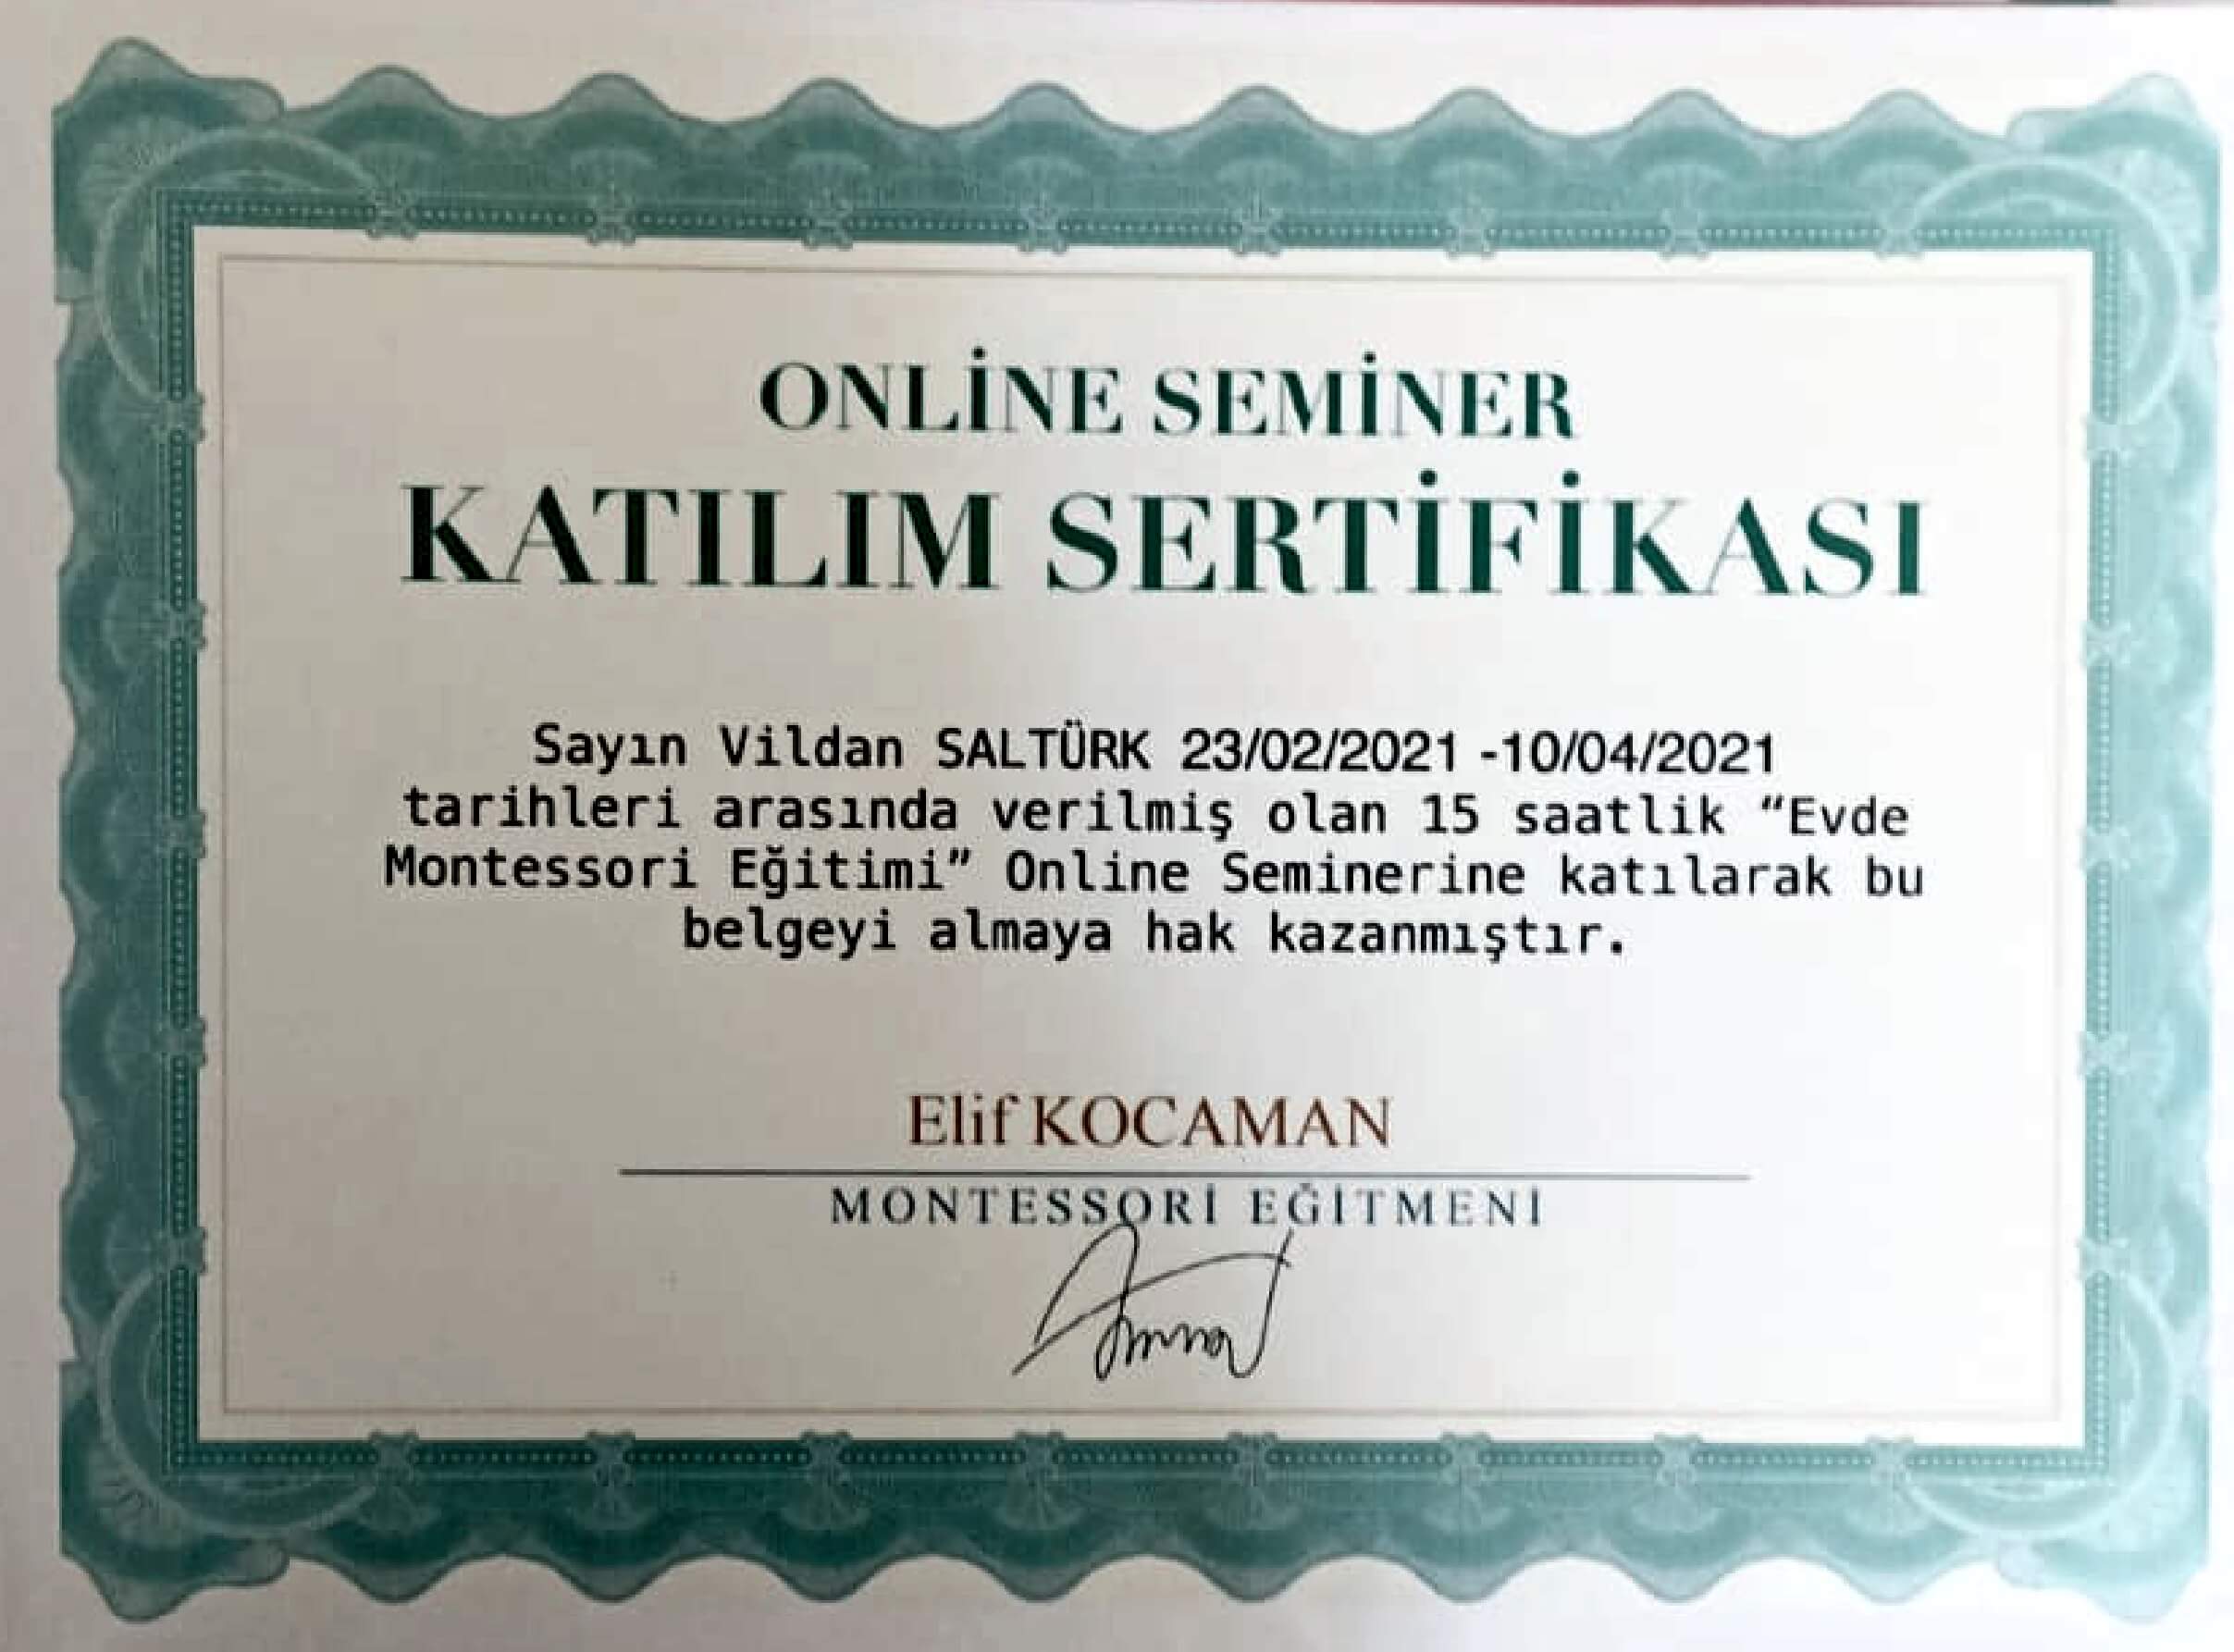 ONLİNE SEMİNER
KATILIM SERTİFİKASI
Sayın Vildan SALTÜRK 23/02/2021 -10/04/2021
tarihleri arasında verilmiş olan 15 saatlik “Evde
Montessori Eğitimi” Online Seminerine katılarak bu
belgeyi almaya hak kazanmıştır.
Elif KOCAMAN
MONTESSORİ EĞİTMENİ